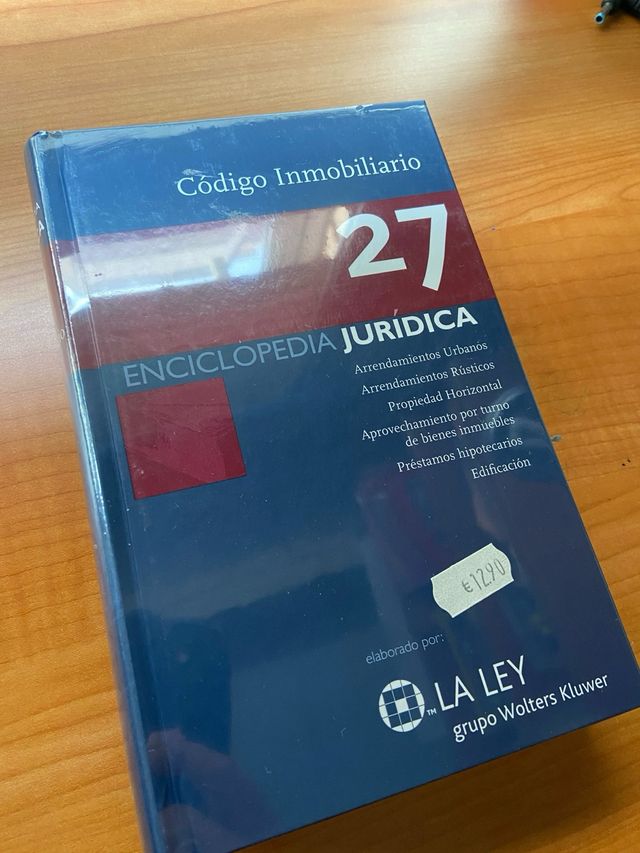 Código Inmobiliario
27
ENCICLOPEDIA JURÍDICA
Arrendamientos Urbanos
Arrendamientos Rústicos
Propiedad Horizontal
Aprovechamiento por turno
de bienes inmuebles
Préstamos hipotecarios
Edificación
€12,90
elaborado por:
LA LEY
TM
grupo Wolters Kluwer